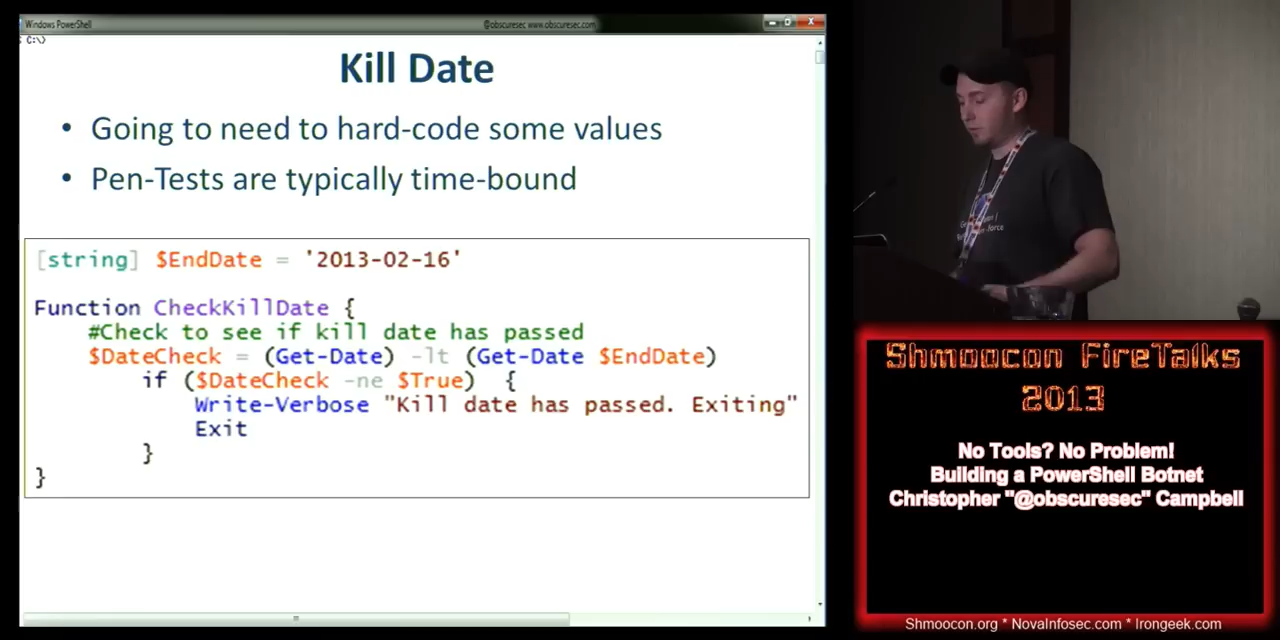 Windows PowerShell
@obscuresec www.obscuresec.com
C:\>
Kill Date
• Going to need to hard-code some values
• Pen-Tests are typically time-bound
[string] $EndDate = '2013-02-16'
Function CheckKillDate {
#Check to see if kill date has passed
$DateCheck = (Get-Date) -lt (Get-Date $EndDate)
if ($DateCheck -ne $True) {
Write-Verbose "Kill date has passed. Exiting"
Exit
}
}
Shmoocon FireTalks
2013
No Tools? No Problem!
Building a PowerShell Botnet
Christopher "@obscuresec" Campbell
Shmoocon.org * NovaInfosec.com * Irongeek.com